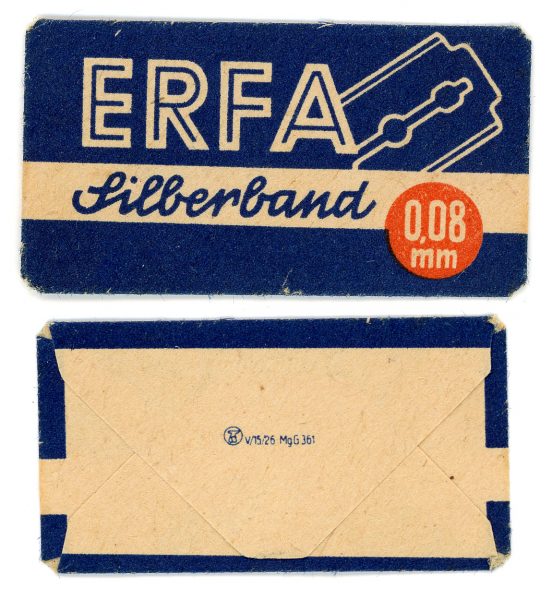 ERFA
Silberband
0,08
mm
V/15/26 MgG 361